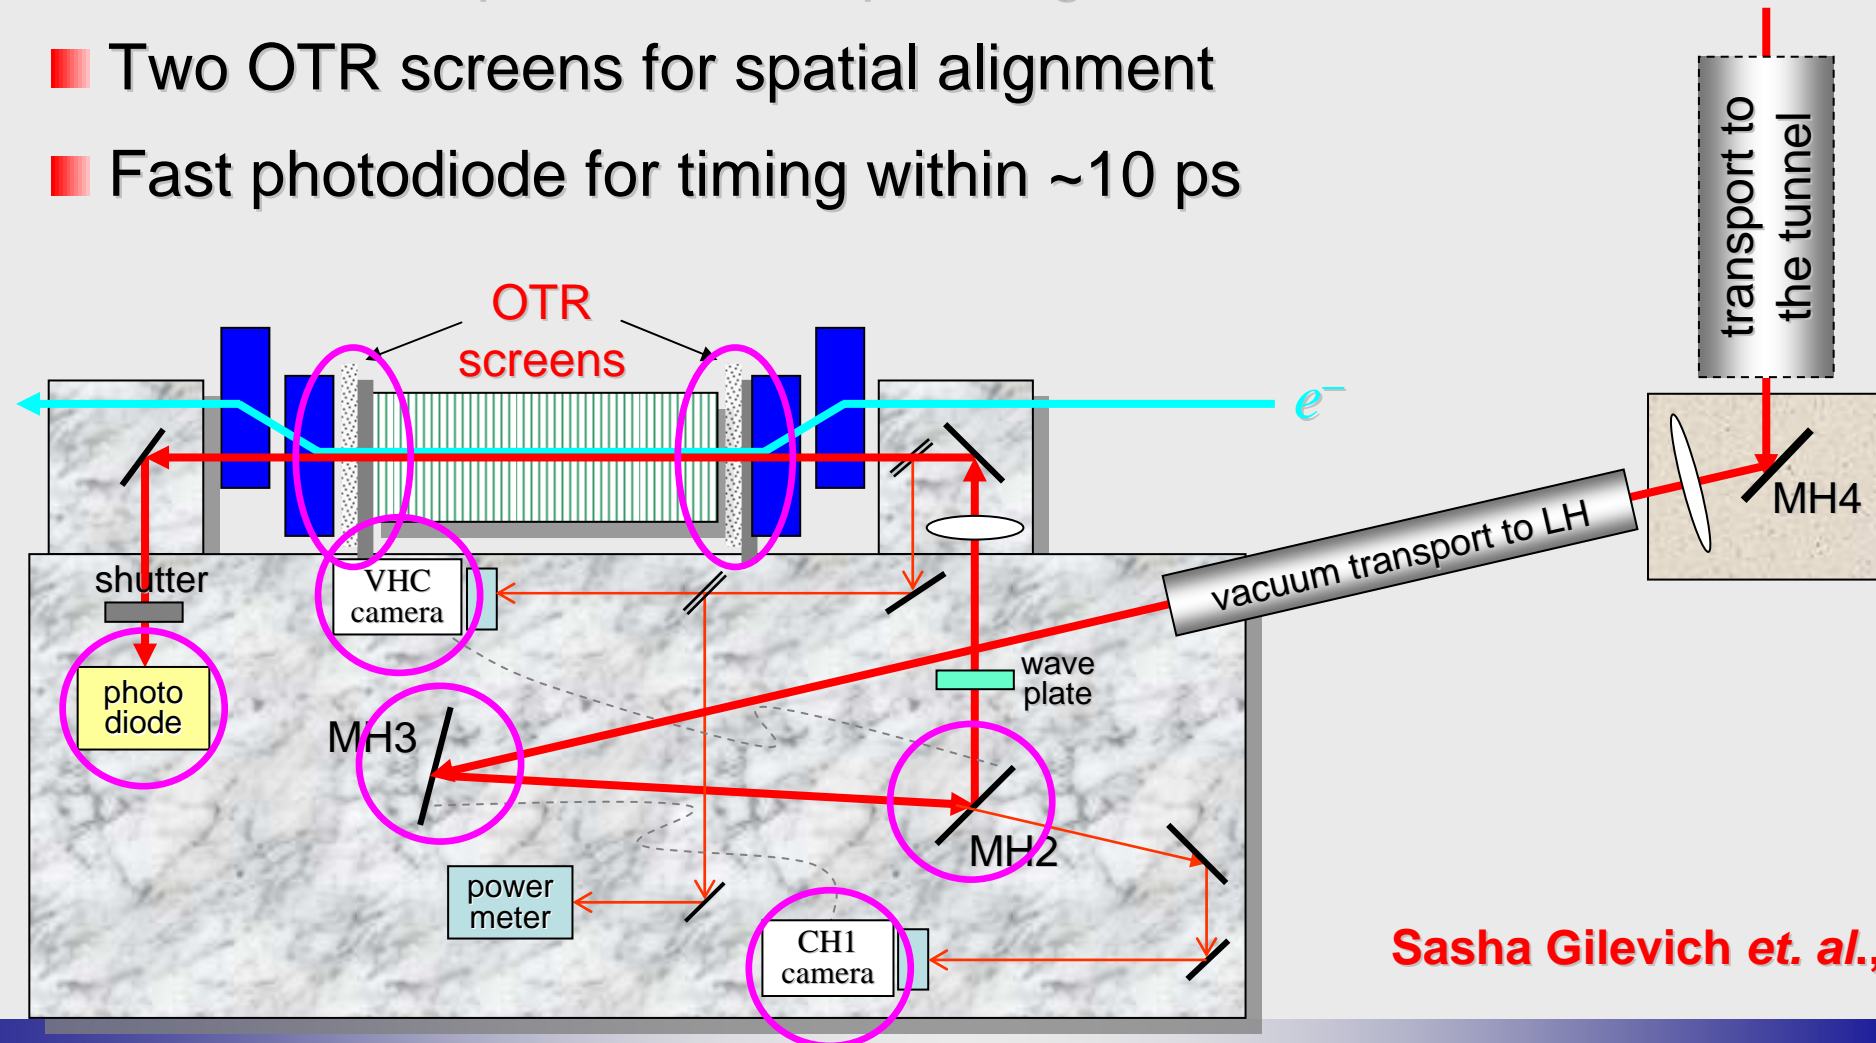 Two OTR screens for spatial alignment
Fast photodiode for timing within ~10 ps
transport to
the tunnel
OTR
screens
e–
MH4
vacuum transport to LH
shutter
VHC
camera
photo
diode
wave
plate
MH3
MH2
power
meter
CH1
camera
Sasha Gilevich et. al.,